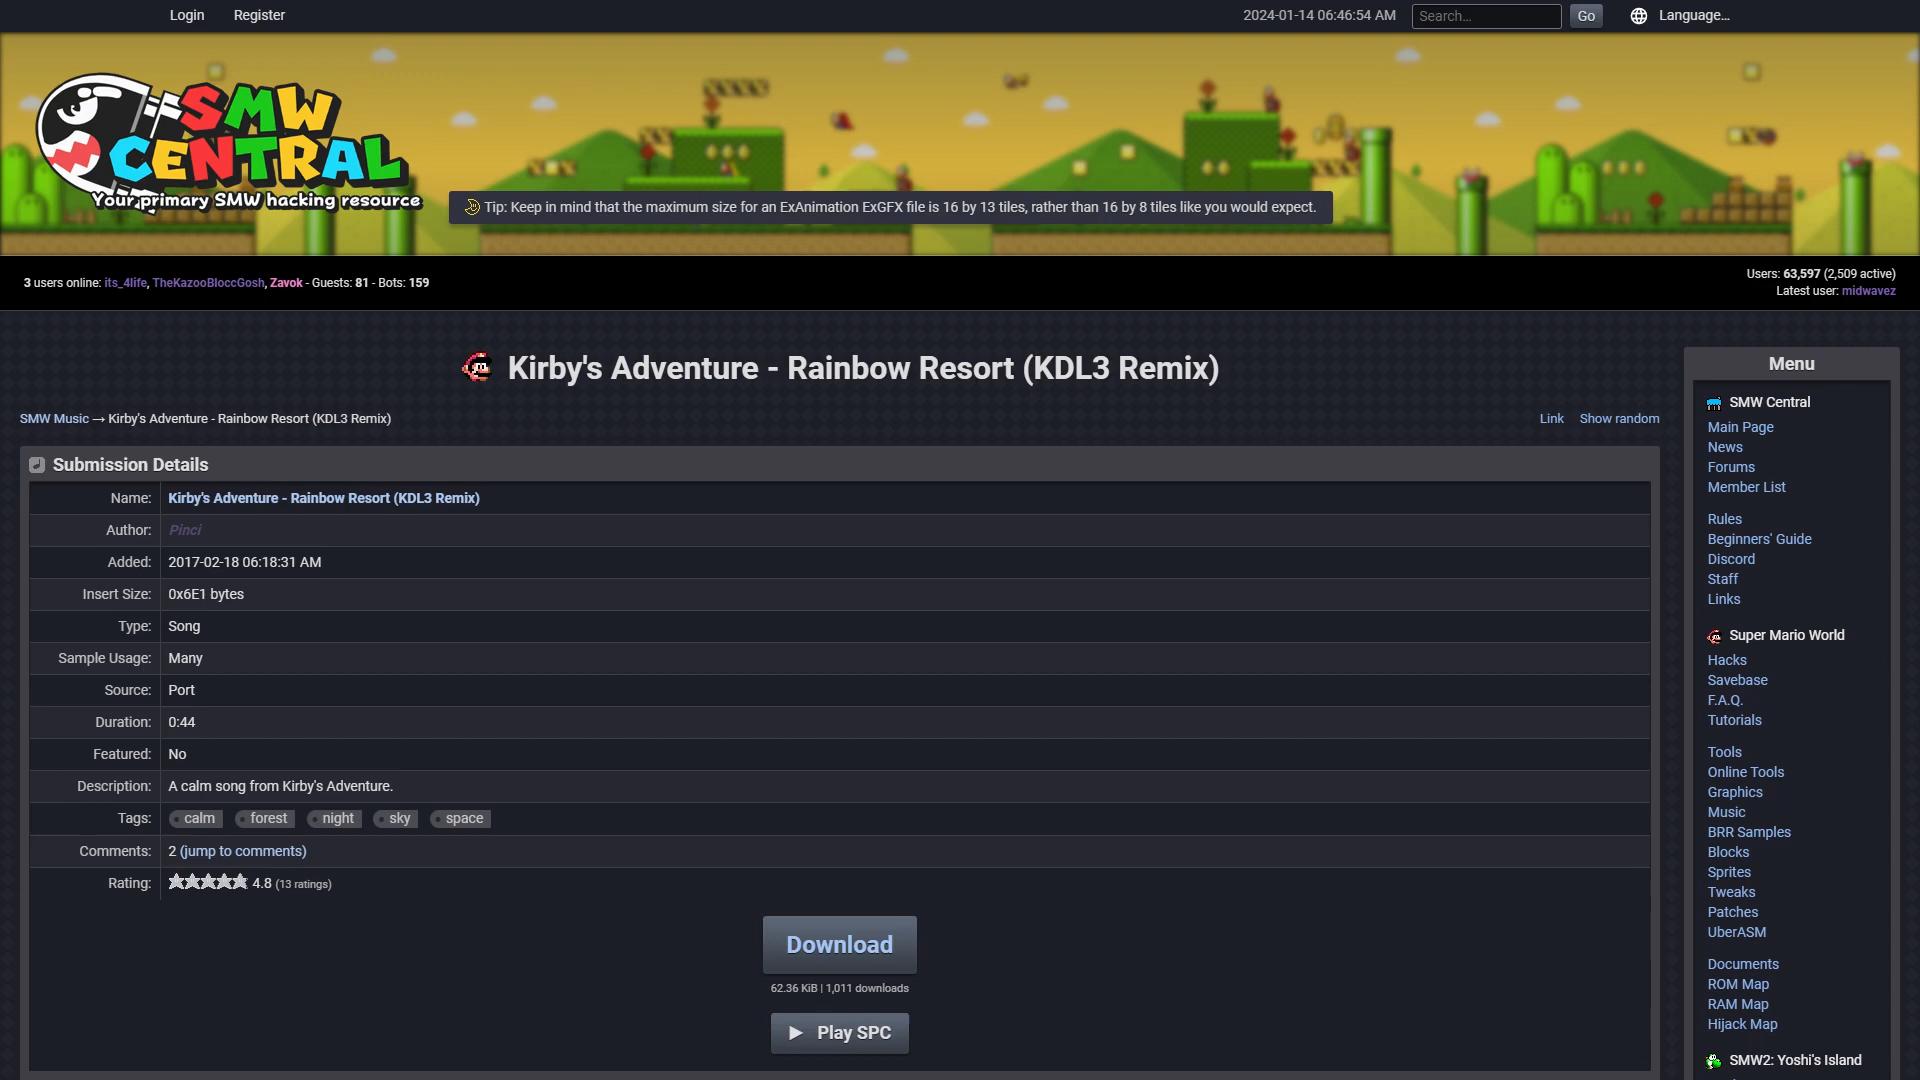 Login Register 2024-01-14 06:46:54 AM Search... Go Language...
SMW
CENTRAL
Your primary SMW hacking resource
Tip: Keep in mind that the maximum size for an ExAnimation ExGFX file is 16 by 13 tiles, rather than 16 by 8 tiles like you would expect.
3 users online: its_4life, TheKazooBloccGosh, Zavok - Guests: 81 - Bots: 159
Users: 63,597 (2,509 active)
Latest user: midwavez
Kirby's Adventure - Rainbow Resort (KDL3 Remix)
SMW Music → Kirby's Adventure - Rainbow Resort (KDL3 Remix)
Link Show random
Submission Details
Name: Kirby's Adventure - Rainbow Resort (KDL3 Remix)
Author: Pinci
Added: 2017-02-18 06:18:31 AM
Insert Size: 0x6E1 bytes
Type: Song
Sample Usage: Many
Source: Port
Duration: 0:44
Featured: No
Description: A calm song from Kirby's Adventure.
Tags: calm forest night sky space
Comments: 2 (jump to comments)
Rating: 4.8 (13 ratings)
Download
62.36 KiB | 1,011 downloads
Play SPC
Menu
SMW Central
Main Page
News
Forums
Member List
Rules
Beginners' Guide
Discord
Staff
Links
Super Mario World
Hacks
Savebase
F.A.Q.
Tutorials
Tools
Online Tools
Graphics
Music
BRR Samples
Blocks
Sprites
Tweaks
Patches
UberASM
Documents
ROM Map
RAM Map
Hijack Map
SMW2: Yoshi's Island